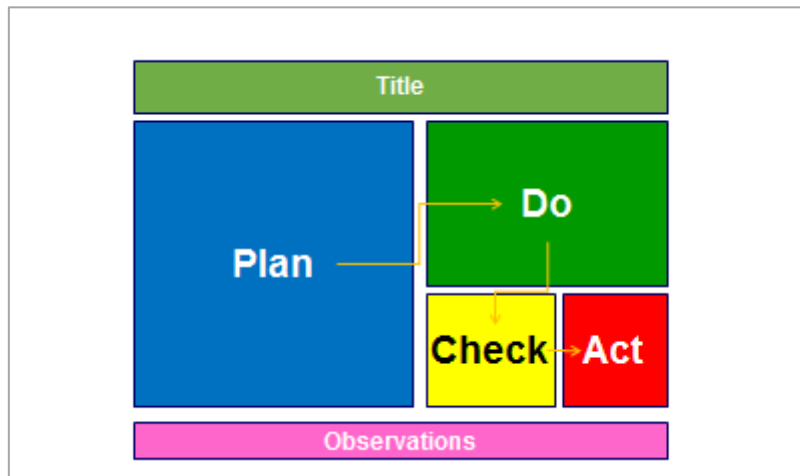 Title
Plan
Do
Check
Act
Observations